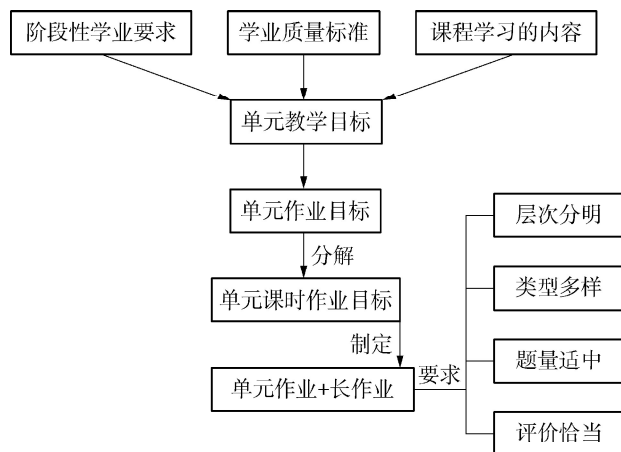 阶段性学业要求
学业质量标准
课程学习的内容
单元教学目标
单元作业目标
分解
单元课时作业目标
制定
单元作业+长作业
要求
层次分明
类型多样
题量适中
评价恰当